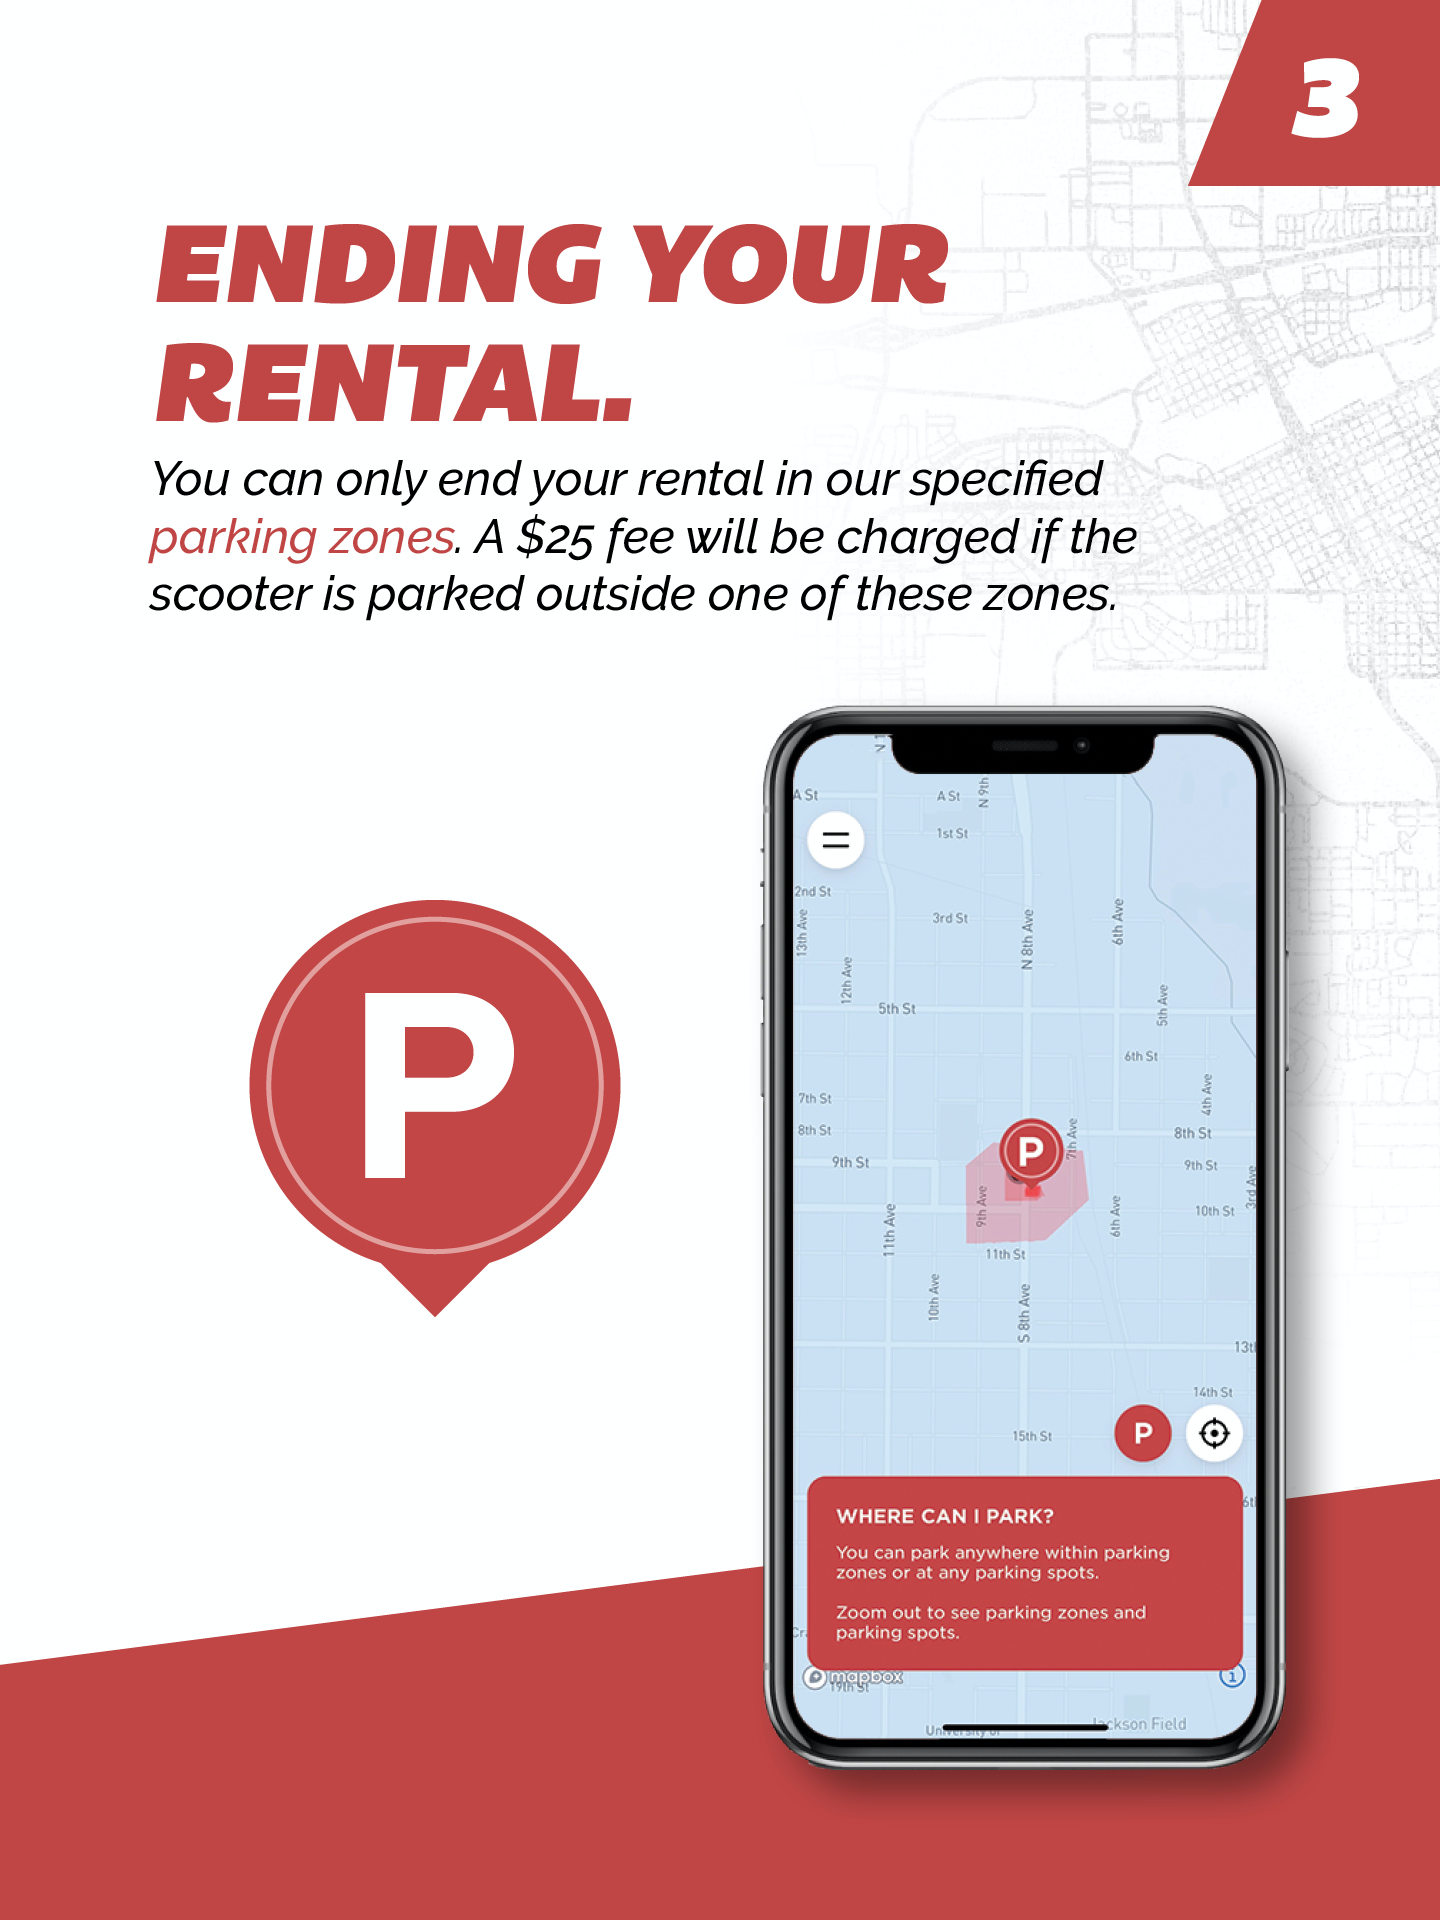 3
ENDING YOUR
RENTAL.
You can only end your rental in our specified
parking zones. A $25 fee will be charged if the
scooter is parked outside one of these zones.
P
A St
A St
N 9th
1st St
2nd St
3rd St
13th Ave
N 8th Ave
6th Ave
12th Ave
5th St
5th Ave
6th St
7th St
4th Ave
8th St
7th Ave
8th St
P
9th St
9th St
3rd Ave
9th Ave
10th St
11th Ave
6th Ave
11th St
10th Ave
S 8th Ave
14th St
P
15th St
WHERE CAN I PARK?
You can park anywhere within parking
zones or at any parking spots.
Zoom out to see parking zones and
parking spots.
mapbox
19th St
i
University of
Jackson Field